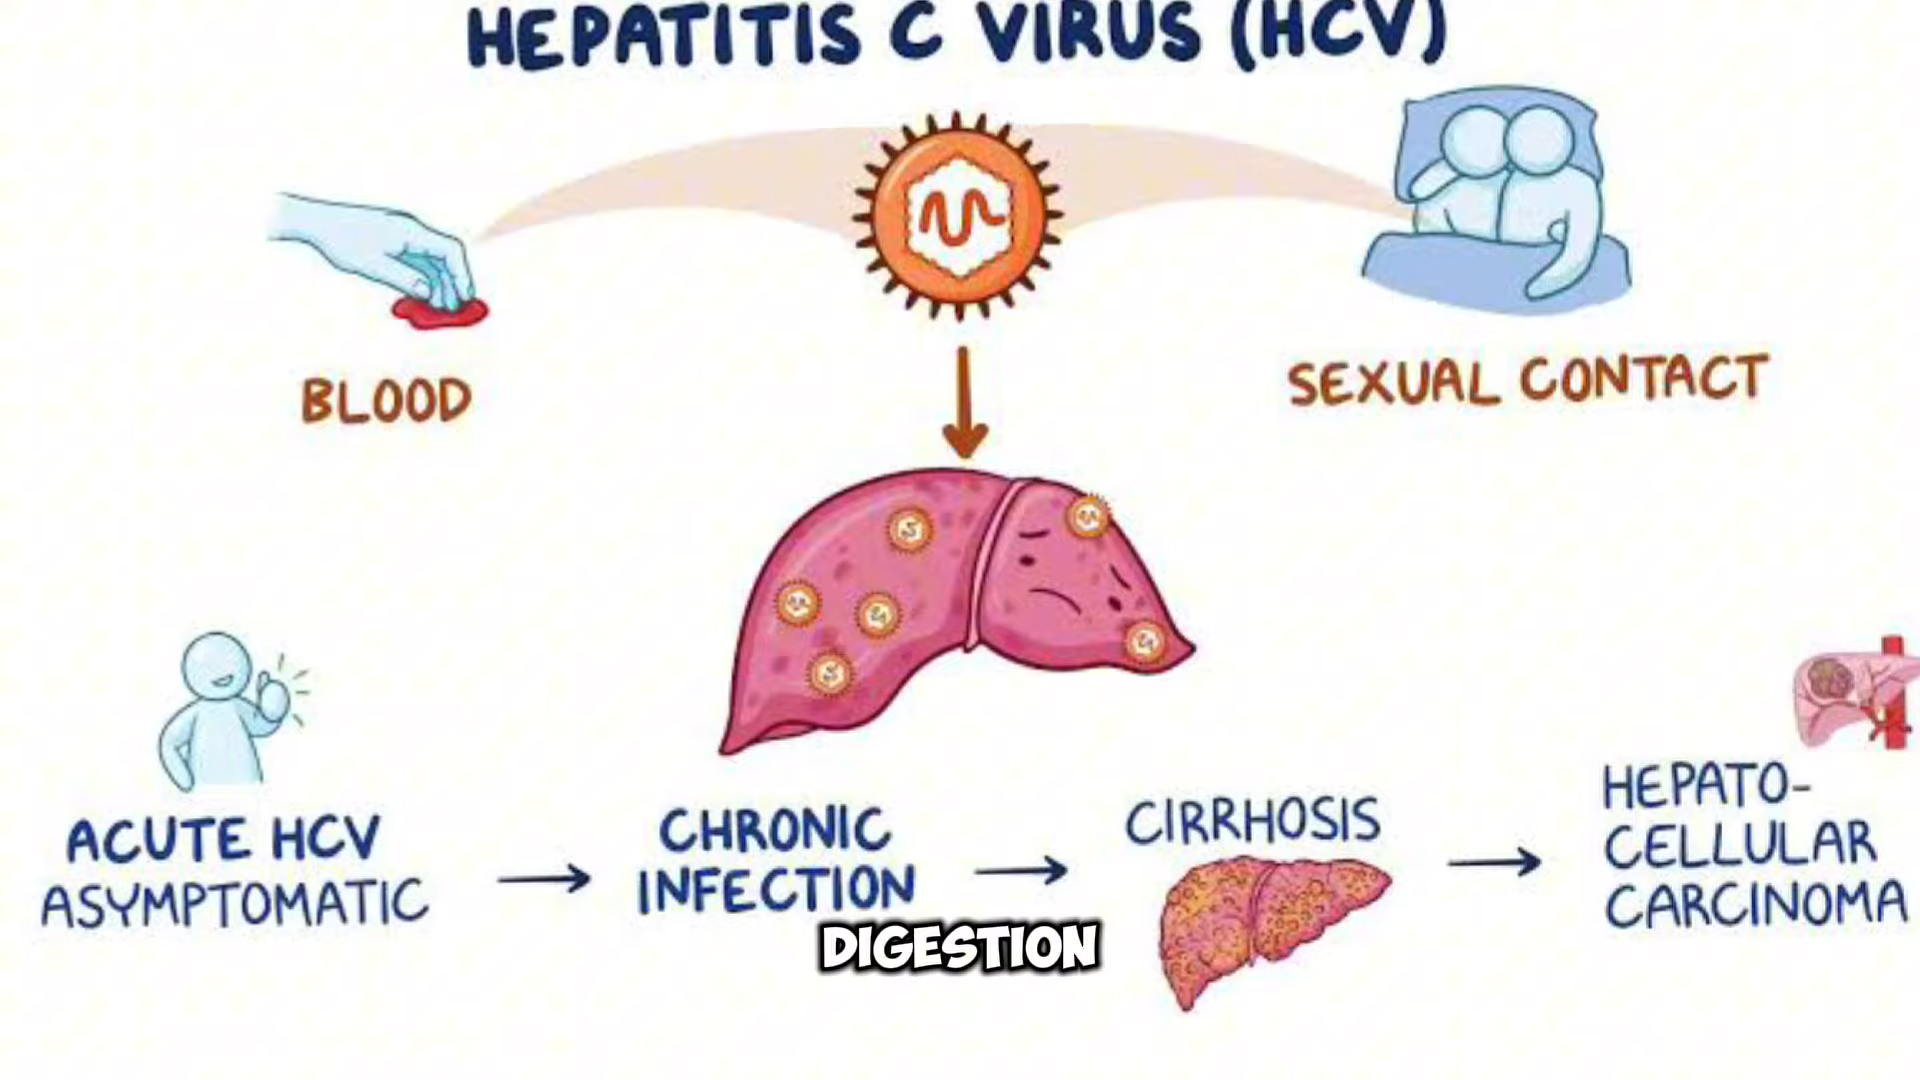 HEPATITIS C VIRUS (HCV)
BLOOD
SEXUAL CONTACT
ACUTE HCV
ASYMPTOMATIC
CHRONIC
INFECTION
CIRRHOSIS
HEPATO-
CELLULAR
CARCINOMA
DIGESTION